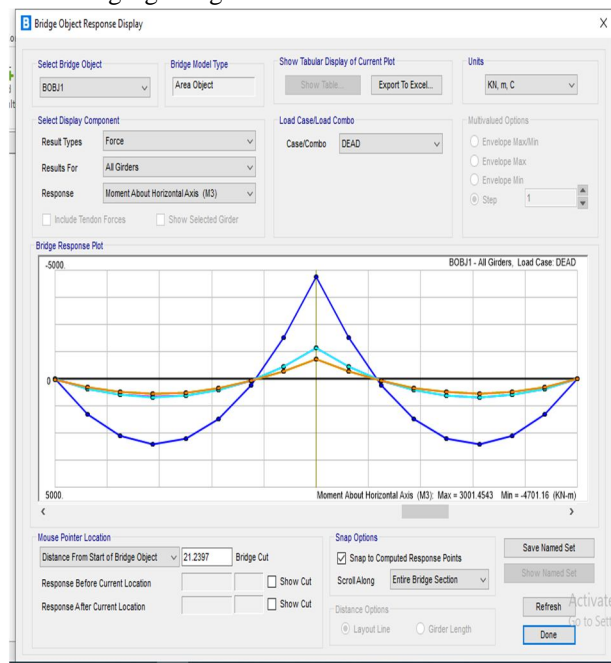 Bridge Object Response Display
X
Select Bridge Object
Bridge Model Type
Show Tabular Display of Current Plot
Units
BOBJ1
Area Object
Show Table...
Export To Excel...
KN, m, C
Select Display Component
Load Case/Load Combo
Multivalued Options
Result Types
Force
Case/Combo
DEAD
Envelope Max/Min
Results For
All Girders
Envelope Max
Envelope Min
Response
Moment About Horizontal Axis (M3)
Step
1
Include Tendon Forces
Show Selected Girder
Bridge Response Plot
-5000.
BOBJ1 - All Girders, Load Case: DEAD
0
5000.
Moment About Horizontal Axis (M3): Max = 3001.4543 Min = -4701.16 (KN-m)
Mouse Pointer Location
Snap Options
Distance From Start of Bridge Object
21.2397
Bridge Cut
Snap to Computed Response Points
Save Named Set
Response Before Current Location
Show Cut
Scroll Along
Entire Bridge Section
Show Named Set
Response After Current Location
Show Cut
Distance Options
Refresh
Activate
Layout Line
Girder Length
Go to Sett
Done